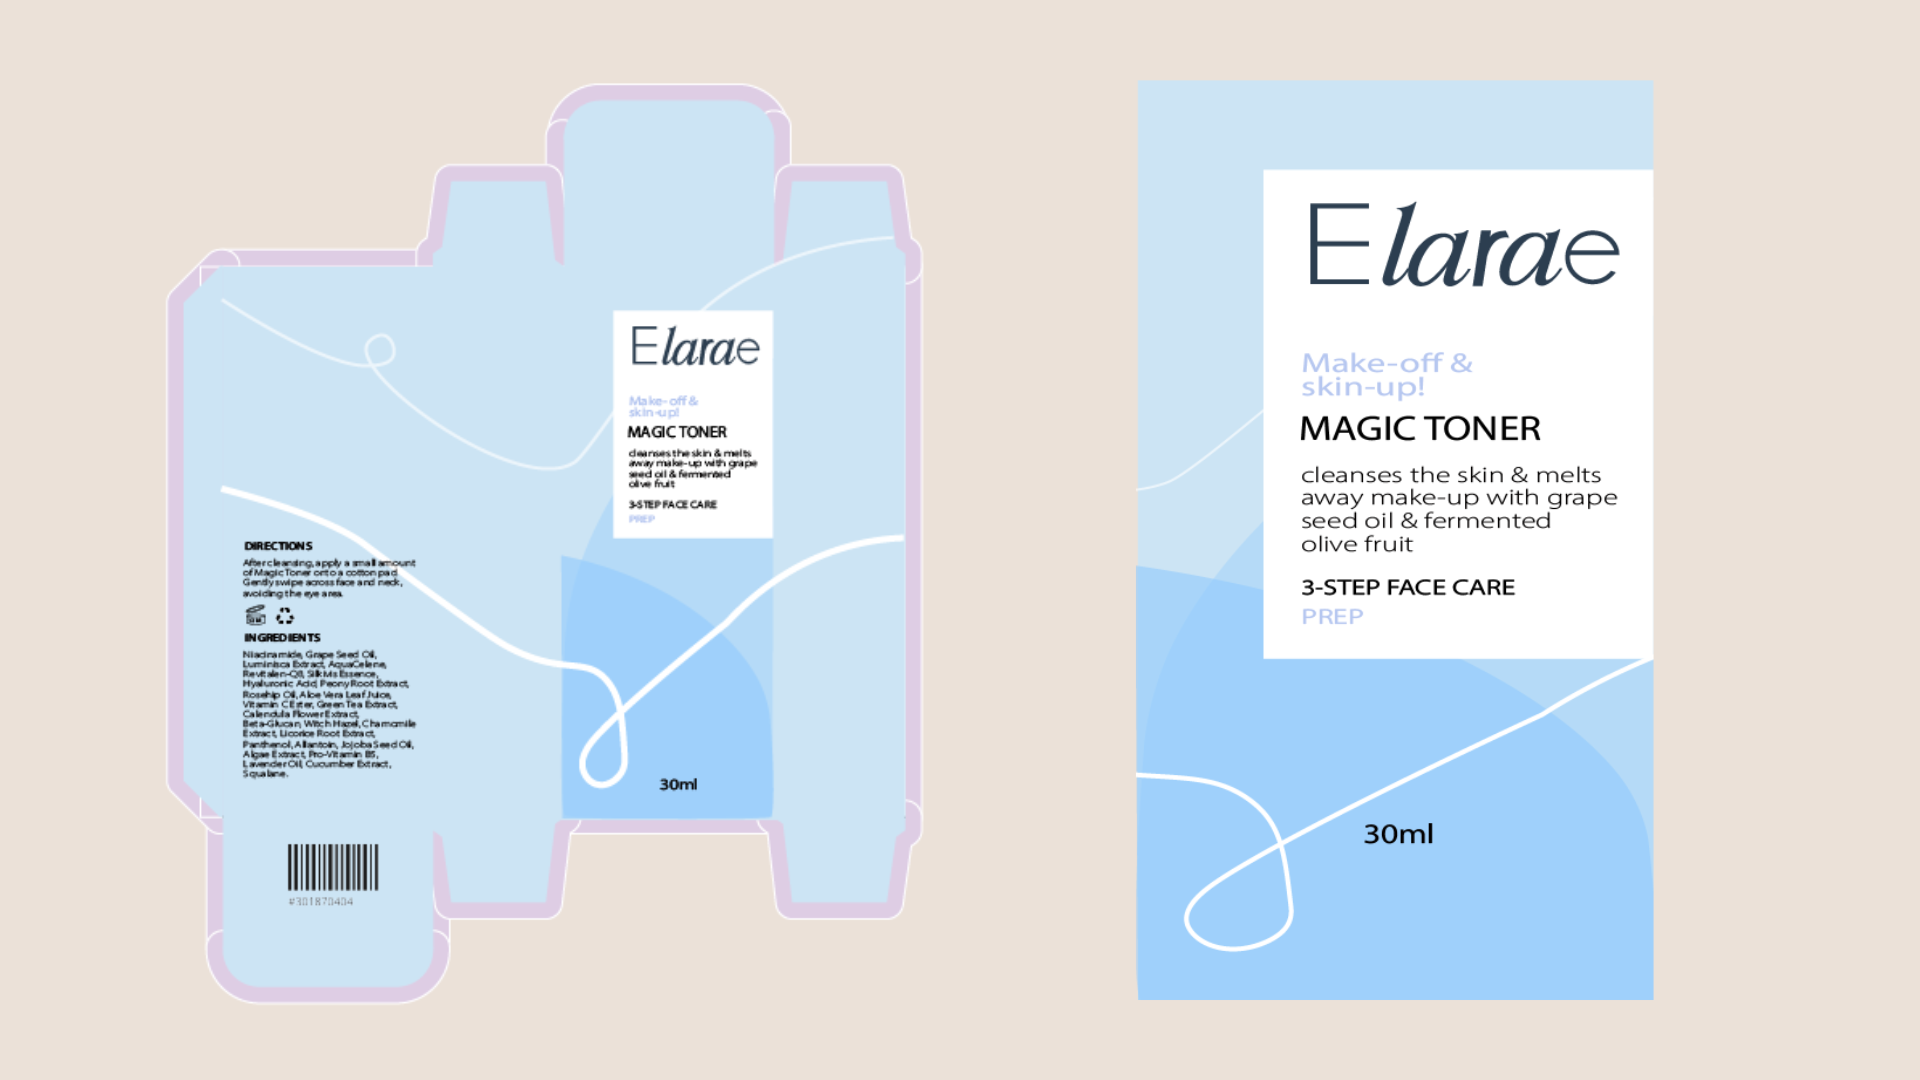 Elarae
Make-off &
skin-up!
MAGIC TONER
cleanses the skin & melts
away make-up with grape
seed oil & fermented
olive fruit
3-STEP FACE CARE
PREP
30ml
DIRECTIONS
After cleansing, apply a small amount
of Magic Toner onto a cotton pad.
Gently swipe across face and neck,
avoiding the eye area.
INGREDIENTS
Niacinamide, Grape Seed Oil,
Luminisca Extract, AquaCelene,
Revitalen-Q8, Silkivis Essence,
Hyaluronic Acid, Peony Root Extract,
Rosehip Oil, Aloe Vera Leaf Juice,
Vitamin C Ester, Green Tea Extract,
Calendula Flower Extract,
Beta-Glucan, Witch Hazel, Chamomile
Extract, Licorice Root Extract,
Panthenol, Allantoin, Jojoba Seed Oil,
Algae Extract, Pro-Vitamin B5,
Lavender Oil, Cucumber Extract,
Squalane.
#301870404
Elarae
Make-off &
skin-up!
MAGIC TONER
cleanses the skin & melts
away make-up with grape
seed oil & fermented
olive fruit
3-STEP FACE CARE
PREP
30ml